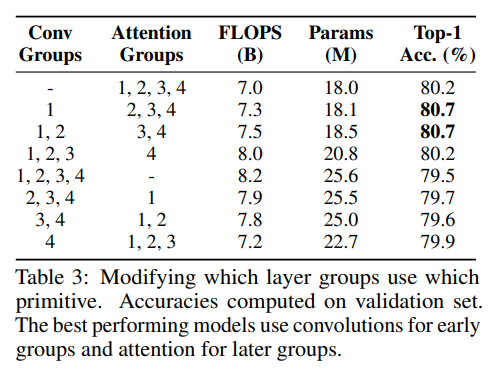 Conv Attention FLOPS Params Top-1
Groups Groups (B) (M) Acc. (%)
- 1, 2, 3, 4 7.0 18.0 80.2
1 2, 3, 4 7.3 18.1 80.7
1, 2 3, 4 7.5 18.5 80.7
1, 2, 3 4 8.0 20.8 80.2
1, 2, 3, 4 - 8.2 25.6 79.5
2, 3, 4 1 7.9 25.5 79.7
3, 4 1, 2 7.8 25.0 79.6
4 1, 2, 3 7.2 22.7 79.9
Table 3: Modifying which layer groups use which
primitive. Accuracies computed on validation set.
The best performing models use convolutions for early
groups and attention for later groups.